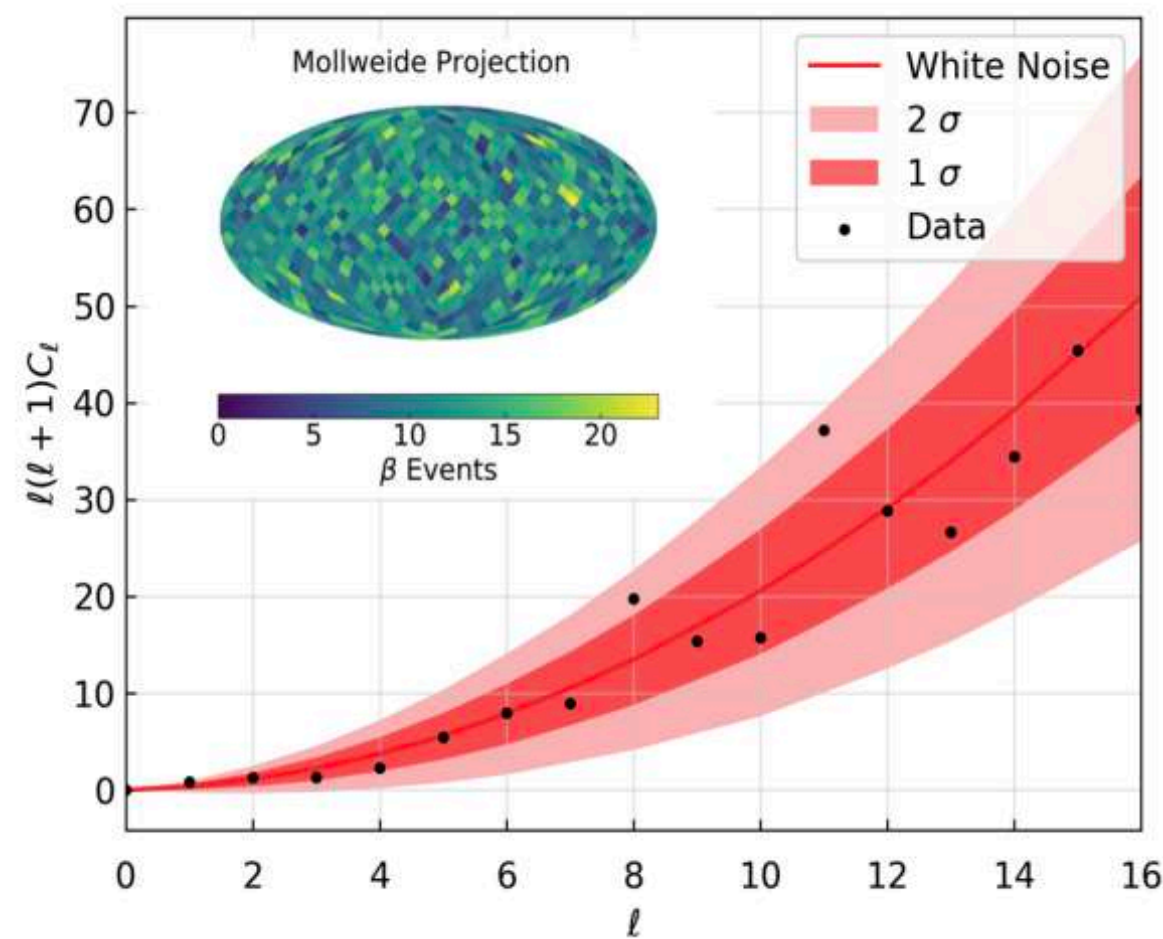 Mollweide Projection
0 5 10 15 20
β Events
White Noise
2 σ
1 σ
Data
ℓ(ℓ + 1)Cℓ
70
60
50
40
30
20
10
0
0 2 4 6 8 10 12 14 16
ℓ